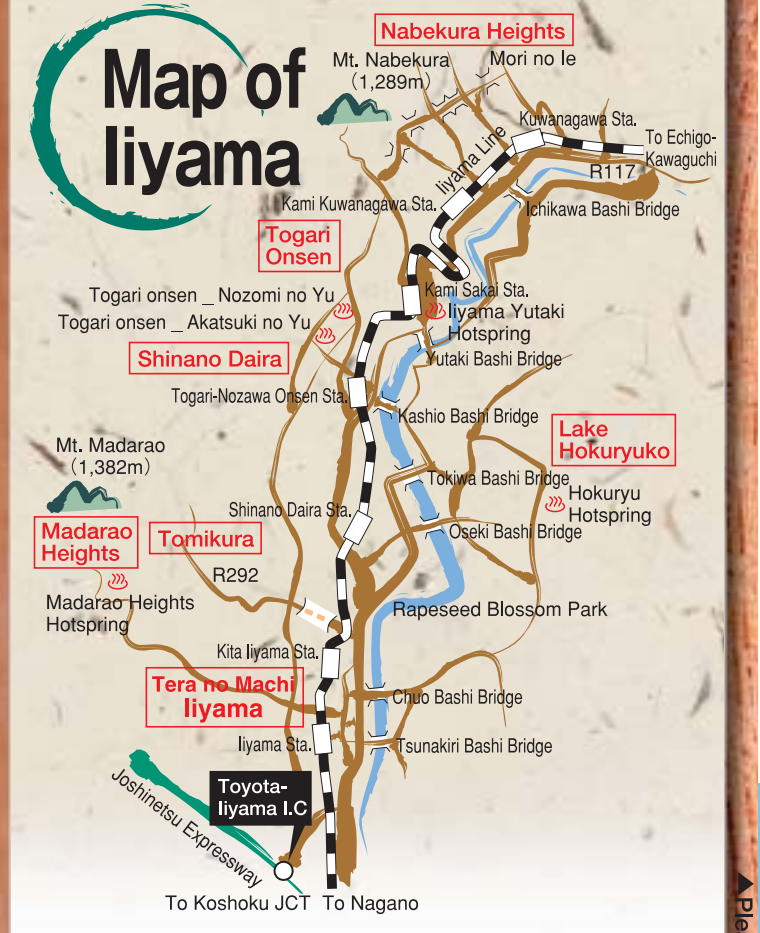 Map of
Iiyama
Nabekura Heights
Mt. Nabekura
(1,289m)
Mori no Ie
Kuwanagawa Sta.
To Echigo-
Kawaguchi
R117
Iiyama Line
Kami Kuwanagawa Sta.
Ichikawa Bashi Bridge
Togari
Onsen
Kami Sakai Sta.
Togari onsen _ Nozomi no Yu
Iiyama Yutaki
Hotspring
Togari onsen _ Akatsuki no Yu
Shinano Daira
Yutaki Bashi Bridge
Togari-Nozawa Onsen Sta.
Kashio Bashi Bridge
Lake
Hokuryuko
Mt. Madarao
(1,382m)
Tokiwa Bashi Bridge
Hokuryu
Hotspring
Shinano Daira Sta.
Oseki Bashi Bridge
Madarao
Heights
Tomikura
R292
Madarao Heights
Hotspring
Rapeseed Blossom Park
Kita Iiyama Sta.
Tera no Machi
Iiyama
Chuo Bashi Bridge
Iiyama Sta.
Tsunakiri Bashi Bridge
Toyota-
Iiyama I.C
Joshinetsu Expressway
To Koshoku JCT
To Nagano
▲Ple